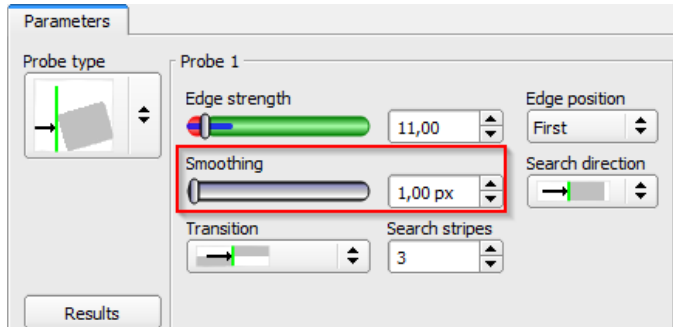 Parameters
Probe type
Probe 1
Edge strength
11,00
Edge position
First
Smoothing
1,00 px
Search direction
Transition
Search stripes
3
Results